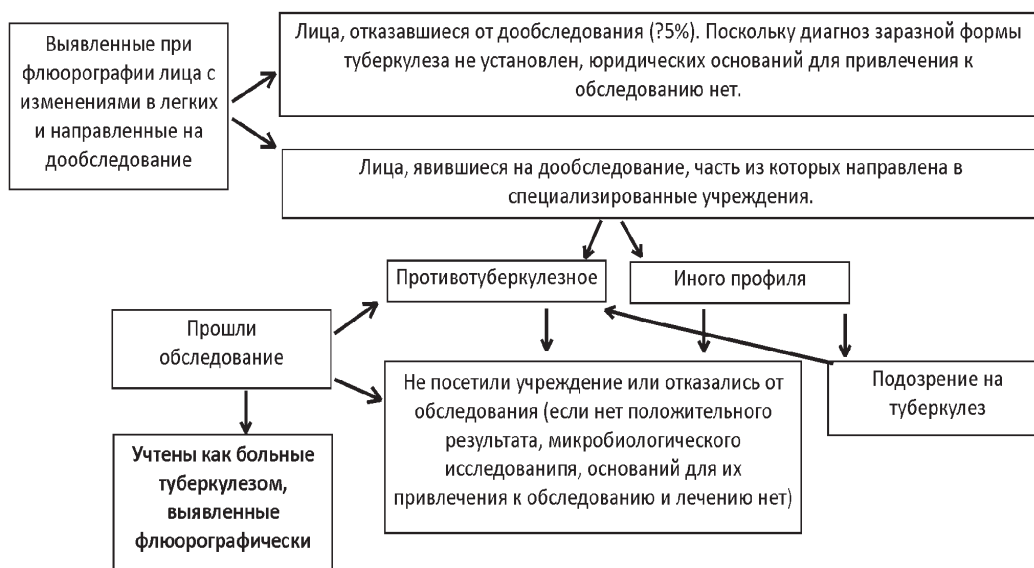 Выявленные при
флюорографии лица с
изменениями в легких
и направленные на
дообследование
Лица, отказавшиеся от дообследования (?5%). Поскольку диагноз заразной формы
туберкулеза не установлен, юридических оснований для привлечения к
обследованию нет.
Лица, явившиеся на дообследование, часть из которых направлена в
специализированные учреждения.
Противотуберкулезное
Иного профиля
Прошли
обследование
Не посетили учреждение или отказались от
обследования (если нет положительного
результата, микробиологического
исследованипя, оснований для их
привлечения к обследованию и лечению нет)
Подозрение на
туберкулез
Учтены как больные
туберкулезом,
выявленные
флюорографически